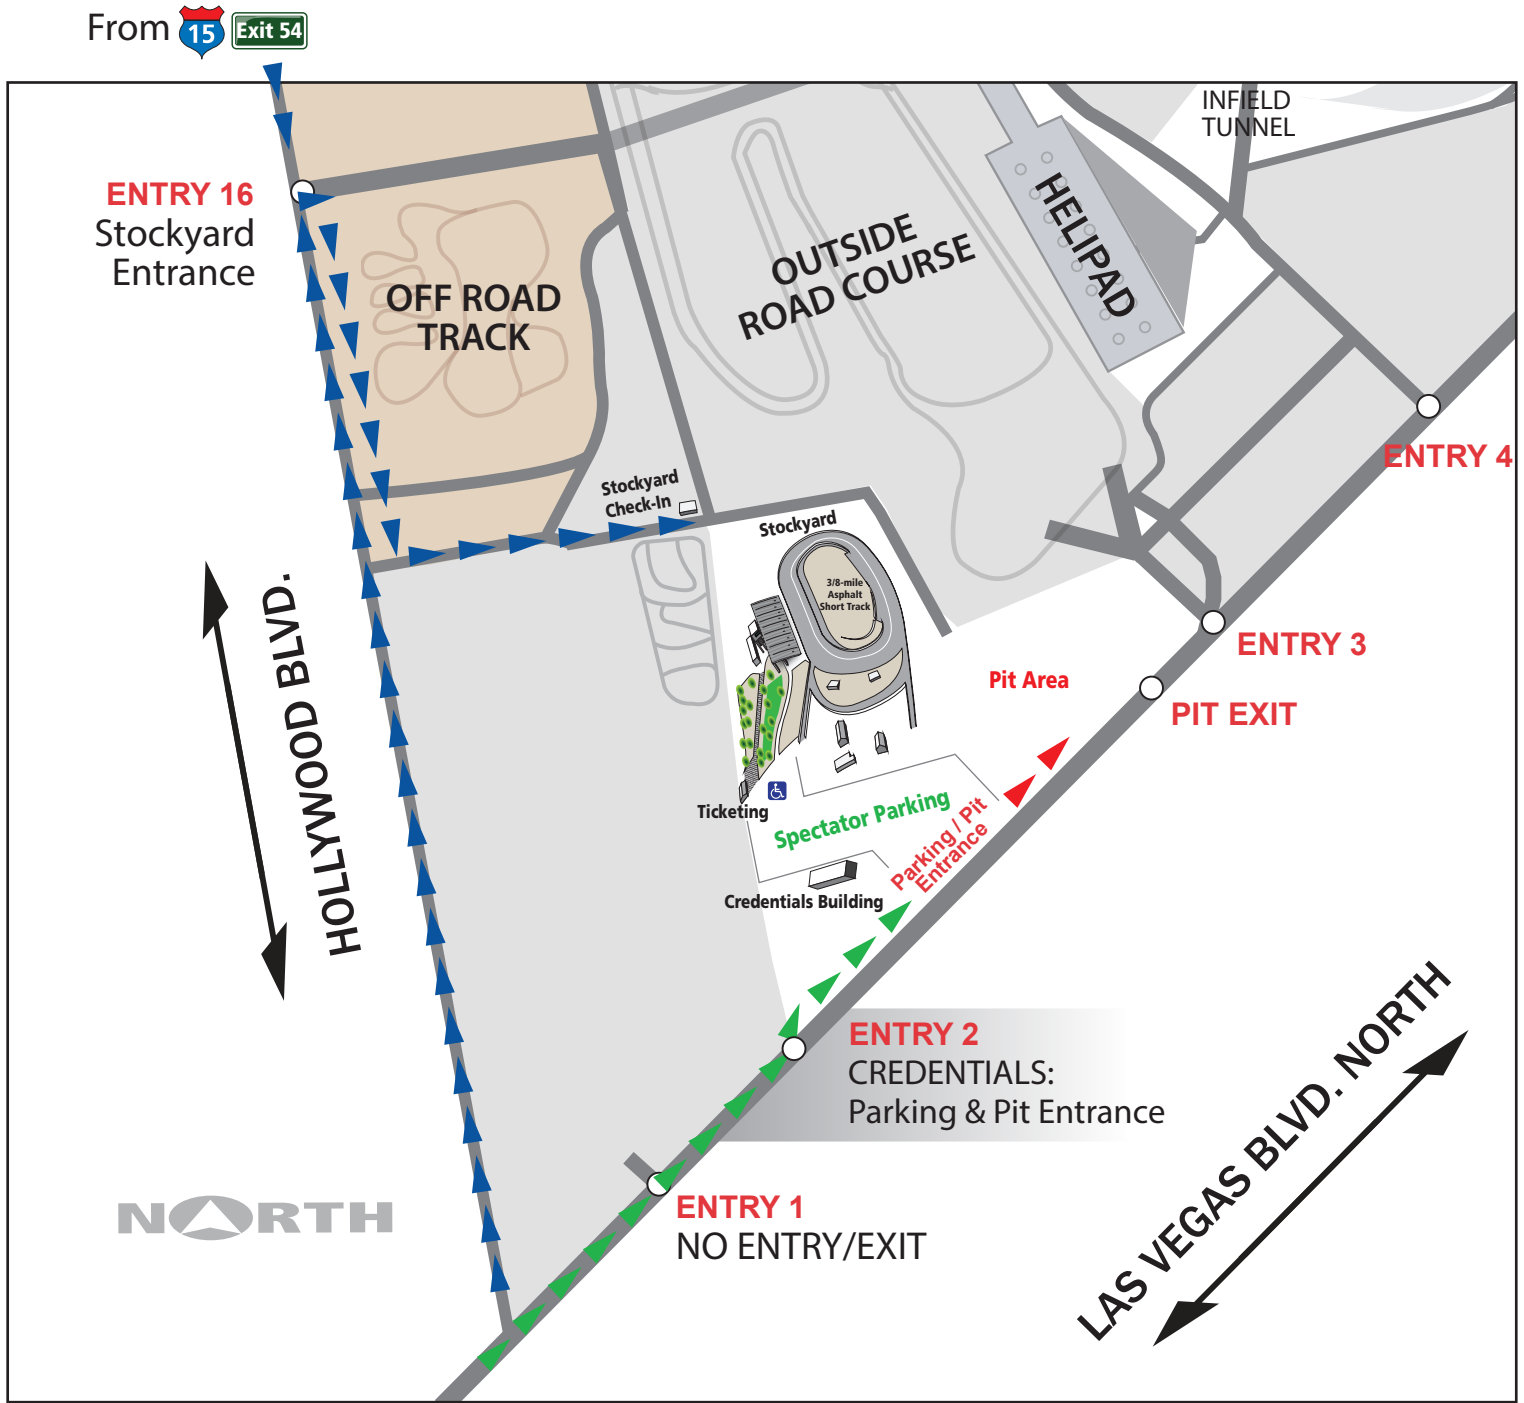 From 15 Exit 54
INFIELD
TUNNEL
ENTRY 16
Stockyard
Entrance
OFF ROAD
TRACK
OUTSIDE
ROAD COURSE
HELIPAD
ENTRY 4
Stockyard
Check-In
Stockyard
3/8-mile
Asphalt
Short Track
HOLLYWOOD BLVD.
ENTRY 3
Pit Area
PIT EXIT
Ticketing
Spectator Parking
Parking / Pit
Entrance
Credentials Building
ENTRY 2
CREDENTIALS:
Parking & Pit Entrance
LAS VEGAS BLVD. NORTH
NORTH
ENTRY 1
NO ENTRY/EXIT